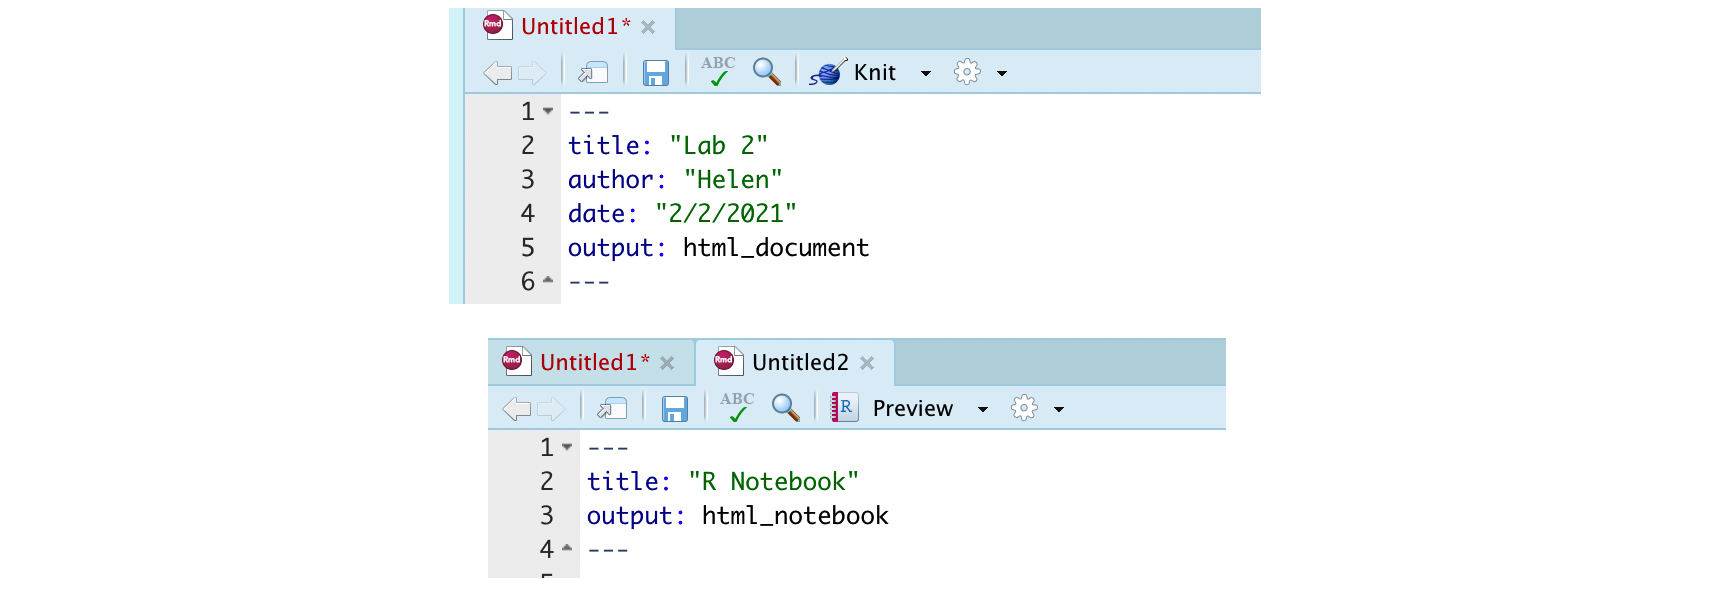 Rmd Untitled1*
ABC Knit
1 ---
2 title: "Lab 2"
3 author: "Helen"
4 date: "2/2/2021"
5 output: html_document
6 ---
Rmd Untitled1* Rmd Untitled2
ABC R Preview
1 ---
2 title: "R Notebook"
3 output: html_notebook
4 ---